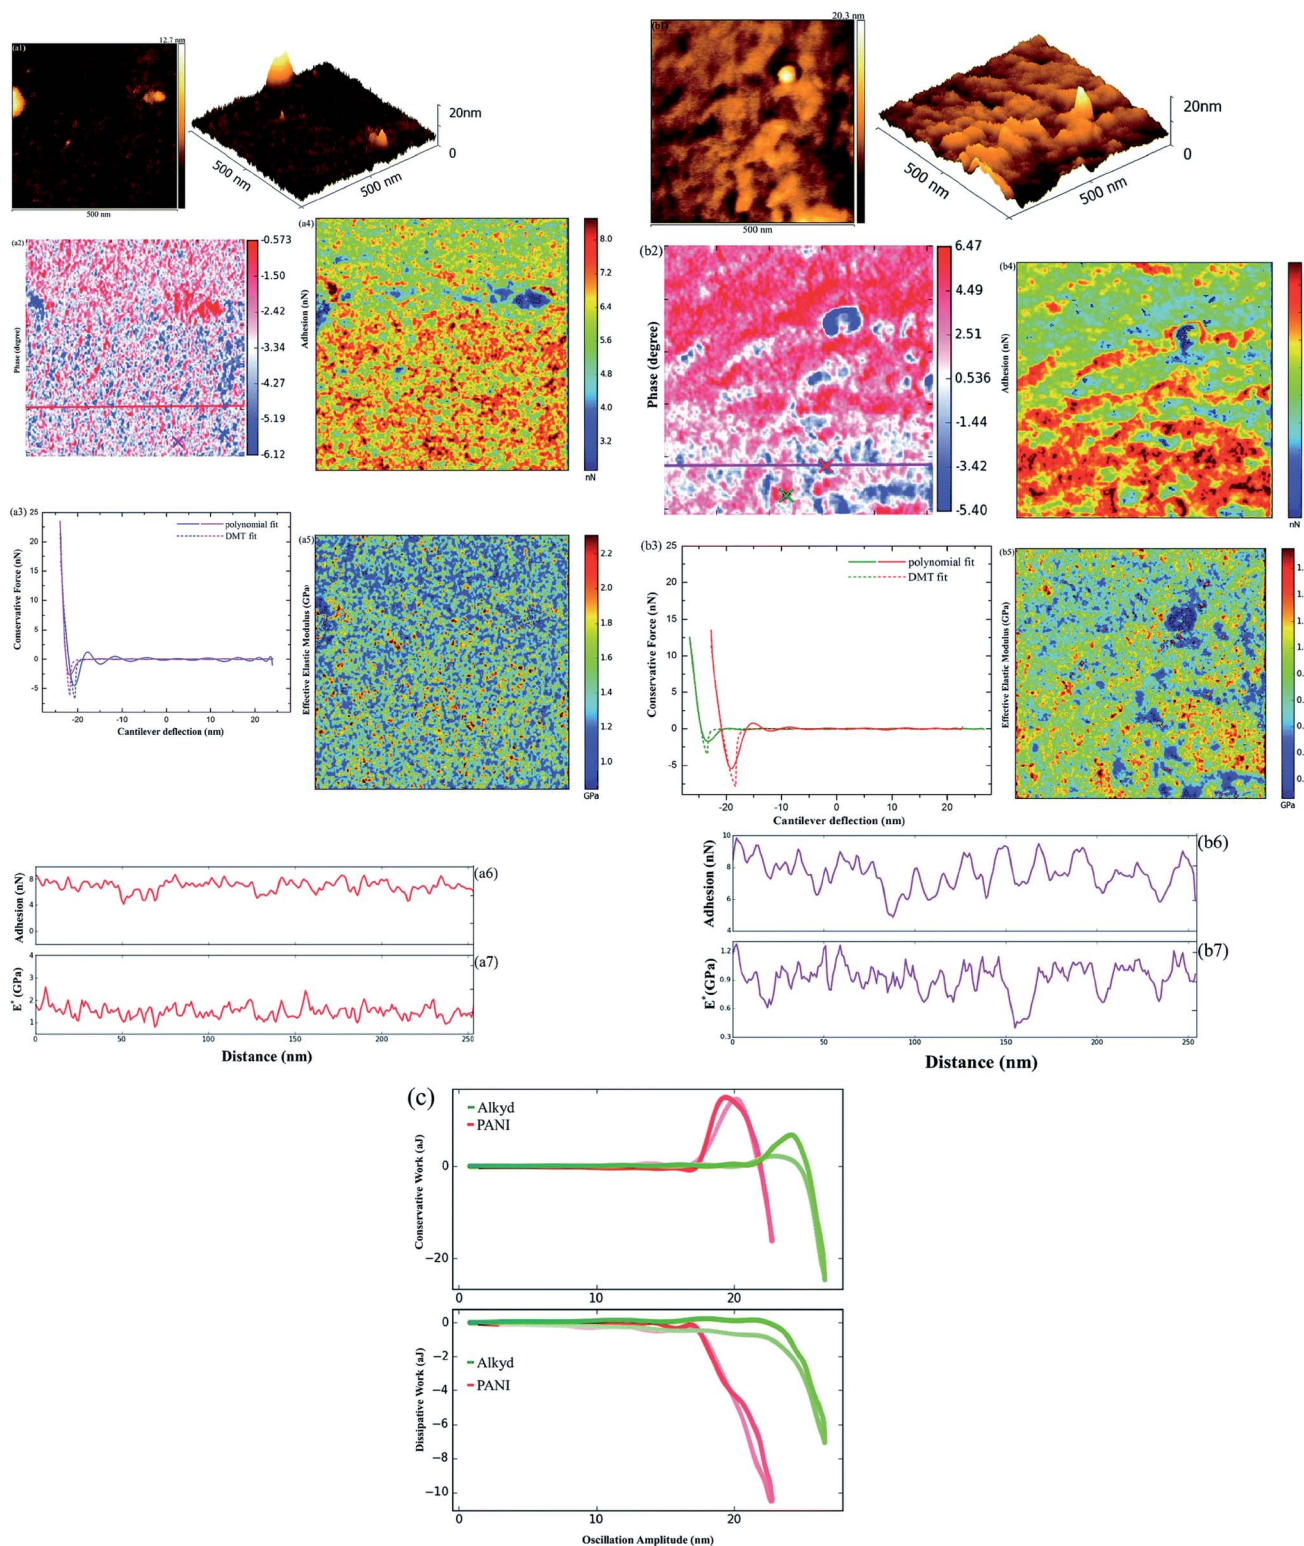 (a1)
12.7 nm
500 nm
20nm
0
500 nm
500 nm
20.3 nm
500 nm
20nm
0
500 nm
500 nm
(a2)
Phase (degree)
-0.573
-1.50
-2.42
-3.34
-4.27
-5.19
-6.12
(a4)
Adhesion (nN)
8.0
7.2
6.4
5.6
4.8
4.0
3.2
nN
(b2)
Phase (degree)
6.47
4.49
2.51
0.536
-1.44
-3.42
-5.40
(b4)
Adhesion (nN)
nN
(a3)
Conservative Force (nN)
25
20
15
10
5
0
-5
polynomial fit
DMT fit
-20
-10
0
10
20
Cantilever deflection (nm)
(a5)
Effective Elastic Modulus (GPa)
2.2
2.0
1.8
1.6
1.4
1.2
1.0
GPa
(b3)
Conservative Force (nN)
25
20
15
10
5
0
-5
polynomial fit
DMT fit
-20
-10
0
10
20
Cantilever deflection (nm)
(b5)
Effective Elastic Modulus (GPa)
1.
1.
1.
1.
0.
0.
0.
0.
GPa
(a6)
Adhesion (nN)
8
4
0
(a7)
E*(GPa)
4
3
2
1
0
50
100
150
200
250
Distance (nm)
(b6)
Adhesion (nN)
10
8
6
4
(b7)
E*(GPa)
1.2
0.9
0.6
0.3
0
50
100
150
200
250
Distance (nm)
(c)
Alkyd
PANI
Conservative Work (aJ)
0
−20
0
10
20
Alkyd
PANI
Dissipative Work (aJ)
0
−2
−4
−6
−8
−10
0
10
20
Oscillation Amplitude (nm)